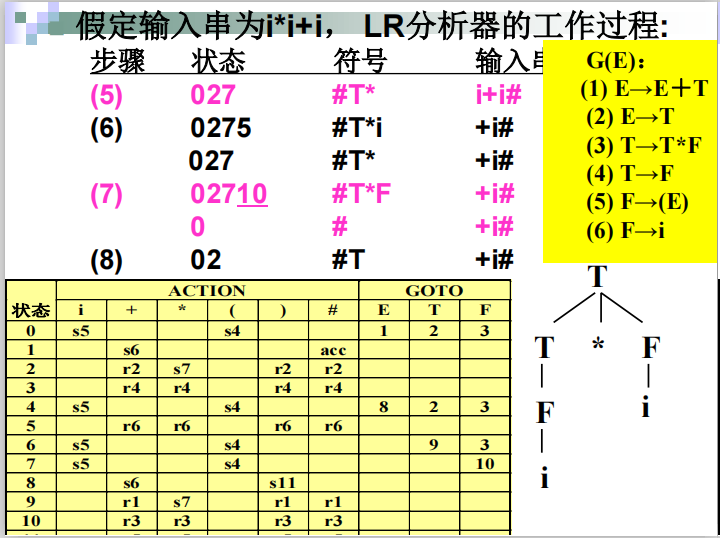 假定输入串为i*i+i， LR分析器的工作过程:
步骤 状态 符号 输入
(5) 027 #T* i+i#
(6) 0275 #T*i +i#
027 #T* +i#
(7) 02710 #T*F +i#
0 # +i#
(8) 02 #T +i#
G(E)：
(1) E→E＋T
(2) E→T
(3) T→T*F
(4) T→F
(5) F→(E)
(6) F→i
ACTION GOTO
状态 i + * ( ) # E T F
0 s5 s4 1 2 3
1 s6 acc
2 r2 s7 r2 r2
3 r4 r4 r4 r4
4 s5 s4 8 2 3
5 r6 r6 r6 r6
6 s5 s4 9 3
7 s5 s4 10
8 s6 s11
9 r1 s7 r1 r1
10 r3 r3 r3 r3
T
T * F
F i
i